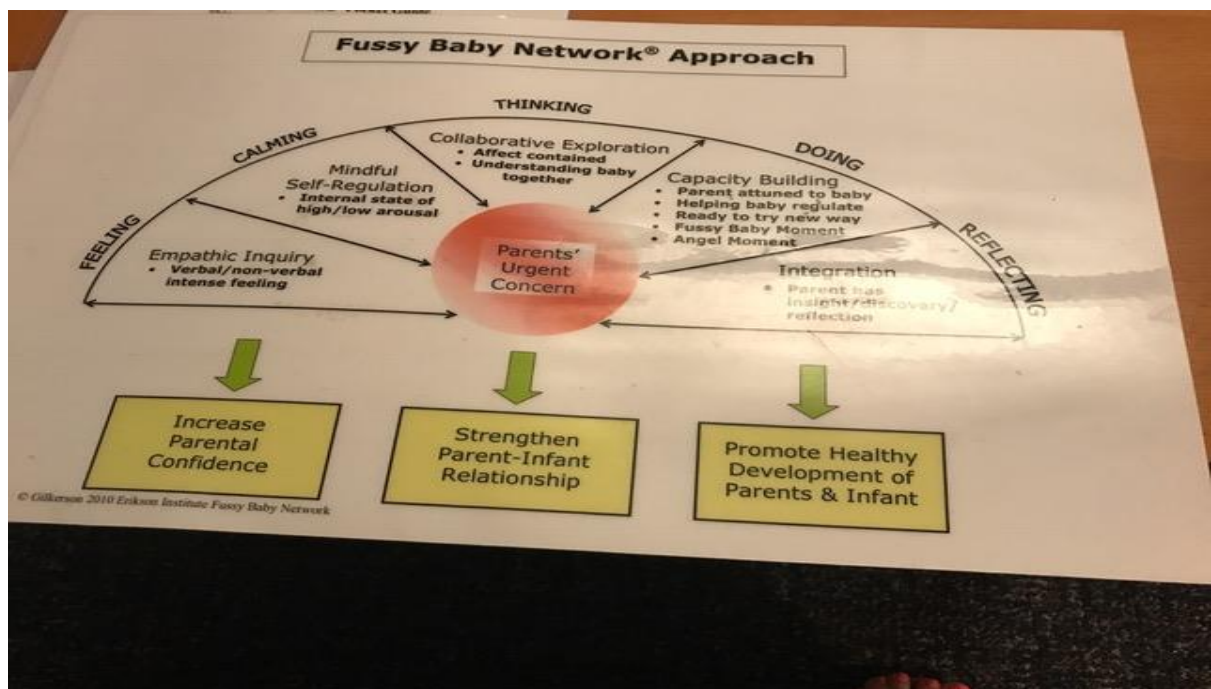 Fussy Baby Network® Approach
THINKING
CALMING
DOING
FEELING
REFLECTING
Collaborative Exploration
• Affect contained
• Understanding baby
together
Mindful
Self-Regulation
• Internal state of
high/low arousal
Capacity Building
• Parent attuned to baby
• Helping baby regulate
• Ready to try new way
• Fussy Baby Moment
• Angel Moment
Empathic Inquiry
• Verbal/non-verbal
intense feeling
Parents'
Urgent
Concern
Integration
• Parent has
insight/discovery/
reflection
Increase
Parental
Confidence
Strengthen
Parent-Infant
Relationship
Promote Healthy
Development of
Parents & Infant
© Gilkerson 2010 Erikson Institute Fussy Baby Network